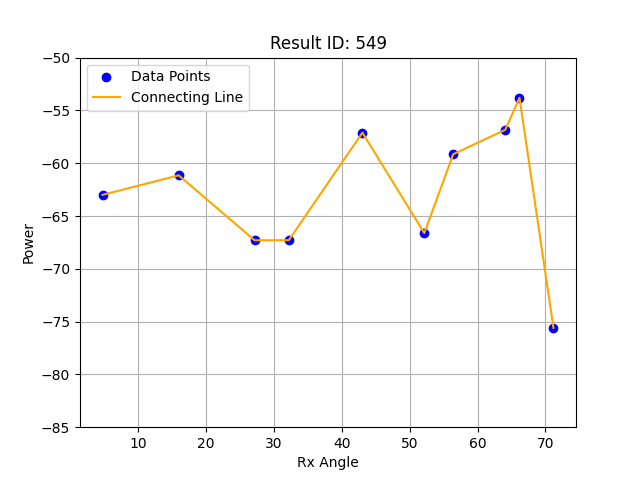 Result ID: 549
Data Points
Connecting Line
−50
−55
−60
−65
−70
−75
−80
−85
Power
10 20 30 40 50 60 70
Rx Angle